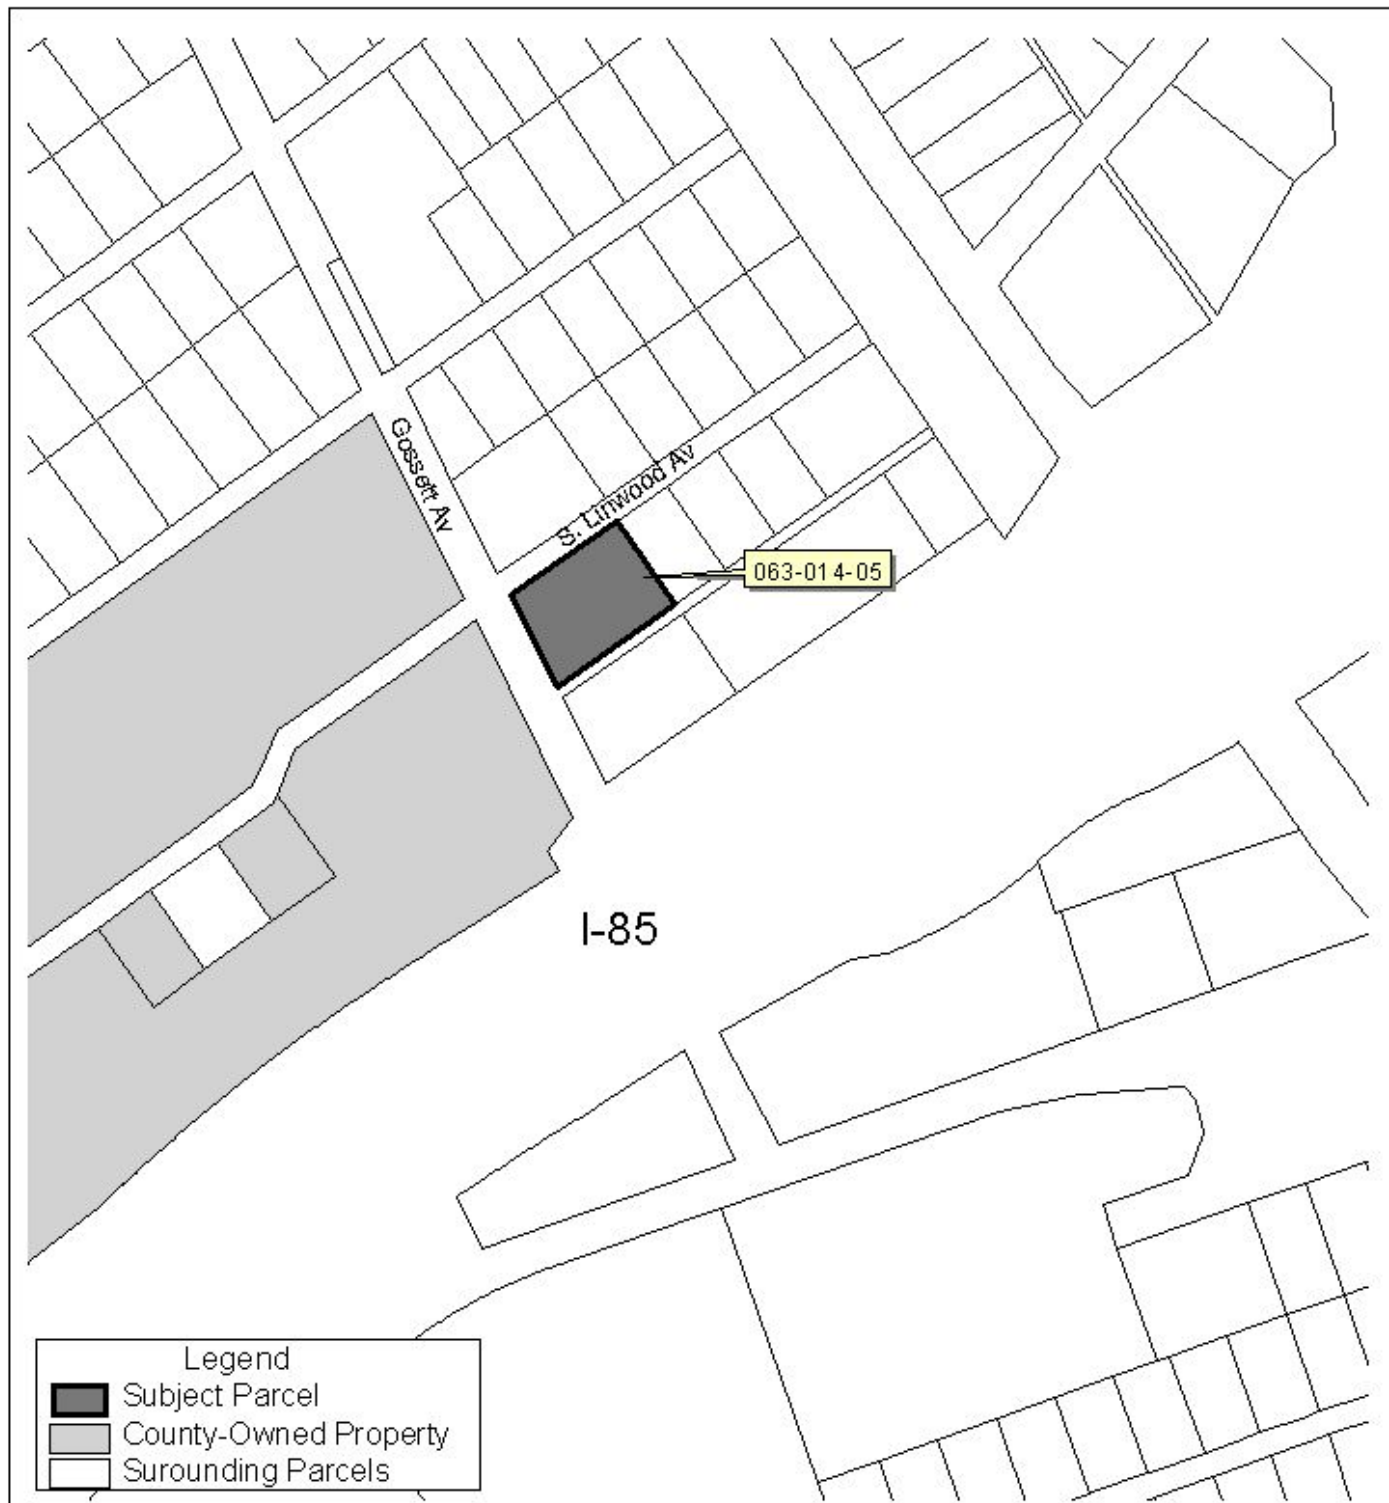 Gossett Av
S. Linwood Av
063-014-05
I-85
Legend
Subject Parcel
County-Owned Property
Surounding Parcels